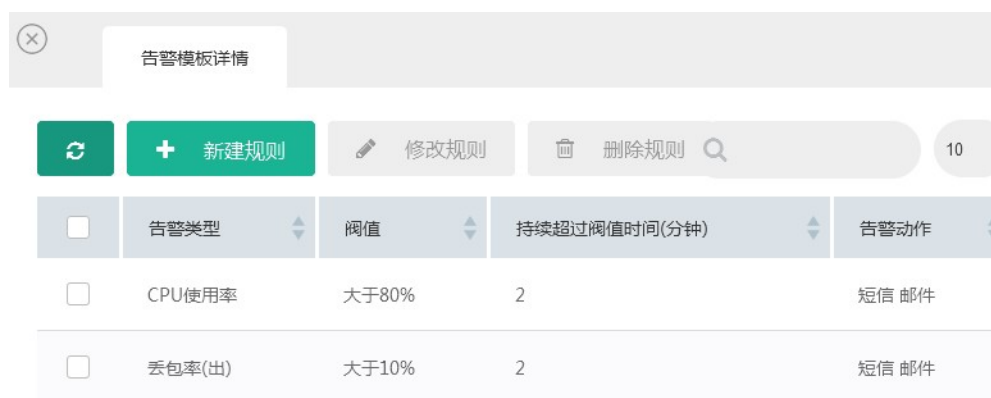 告警模板详情
新建规则 修改规则 删除规则 10
告警类型 阀值 持续超过阀值时间(分钟) 告警动作
CPU使用率 大于80% 2 短信 邮件
丢包率(出) 大于10% 2 短信 邮件